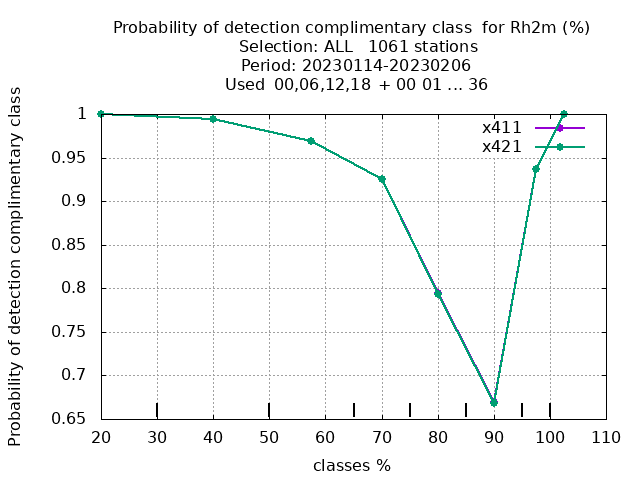 Probability of detection complimentary class  for Rh2m (%)
Selection: ALL   1061 stations
Period: 20230114-20230206
Used  00,06,12,18 + 00 01 ... 36
Probability of detection complimentary class
1
0.95
0.9
0.85
0.8
0.75
0.7
0.65
x411
x421
20 30 40 50 60 70 80 90 100 110
classes %